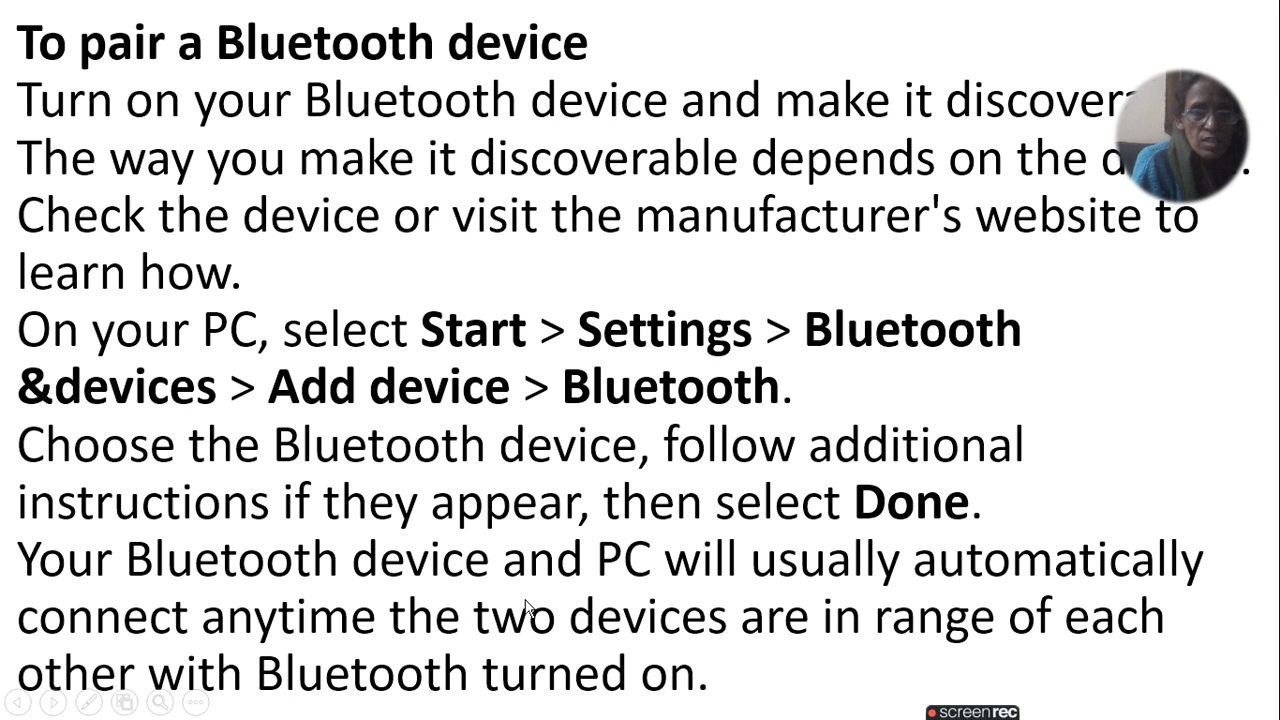 To pair a Bluetooth device
Turn on your Bluetooth device and make it
The way you make it discoverable depends on the
Check the device or visit the manufacturer's website to
learn how.
On your PC, select Start > Settings > Bluetooth
&devices > Add device > Bluetooth.
Choose the Bluetooth device, follow additional
instructions if they appear, then select Done.
Your Bluetooth device and PC will usually automatically
connect anytime the two devices are in range of each
other with Bluetooth turned on.
screenrec